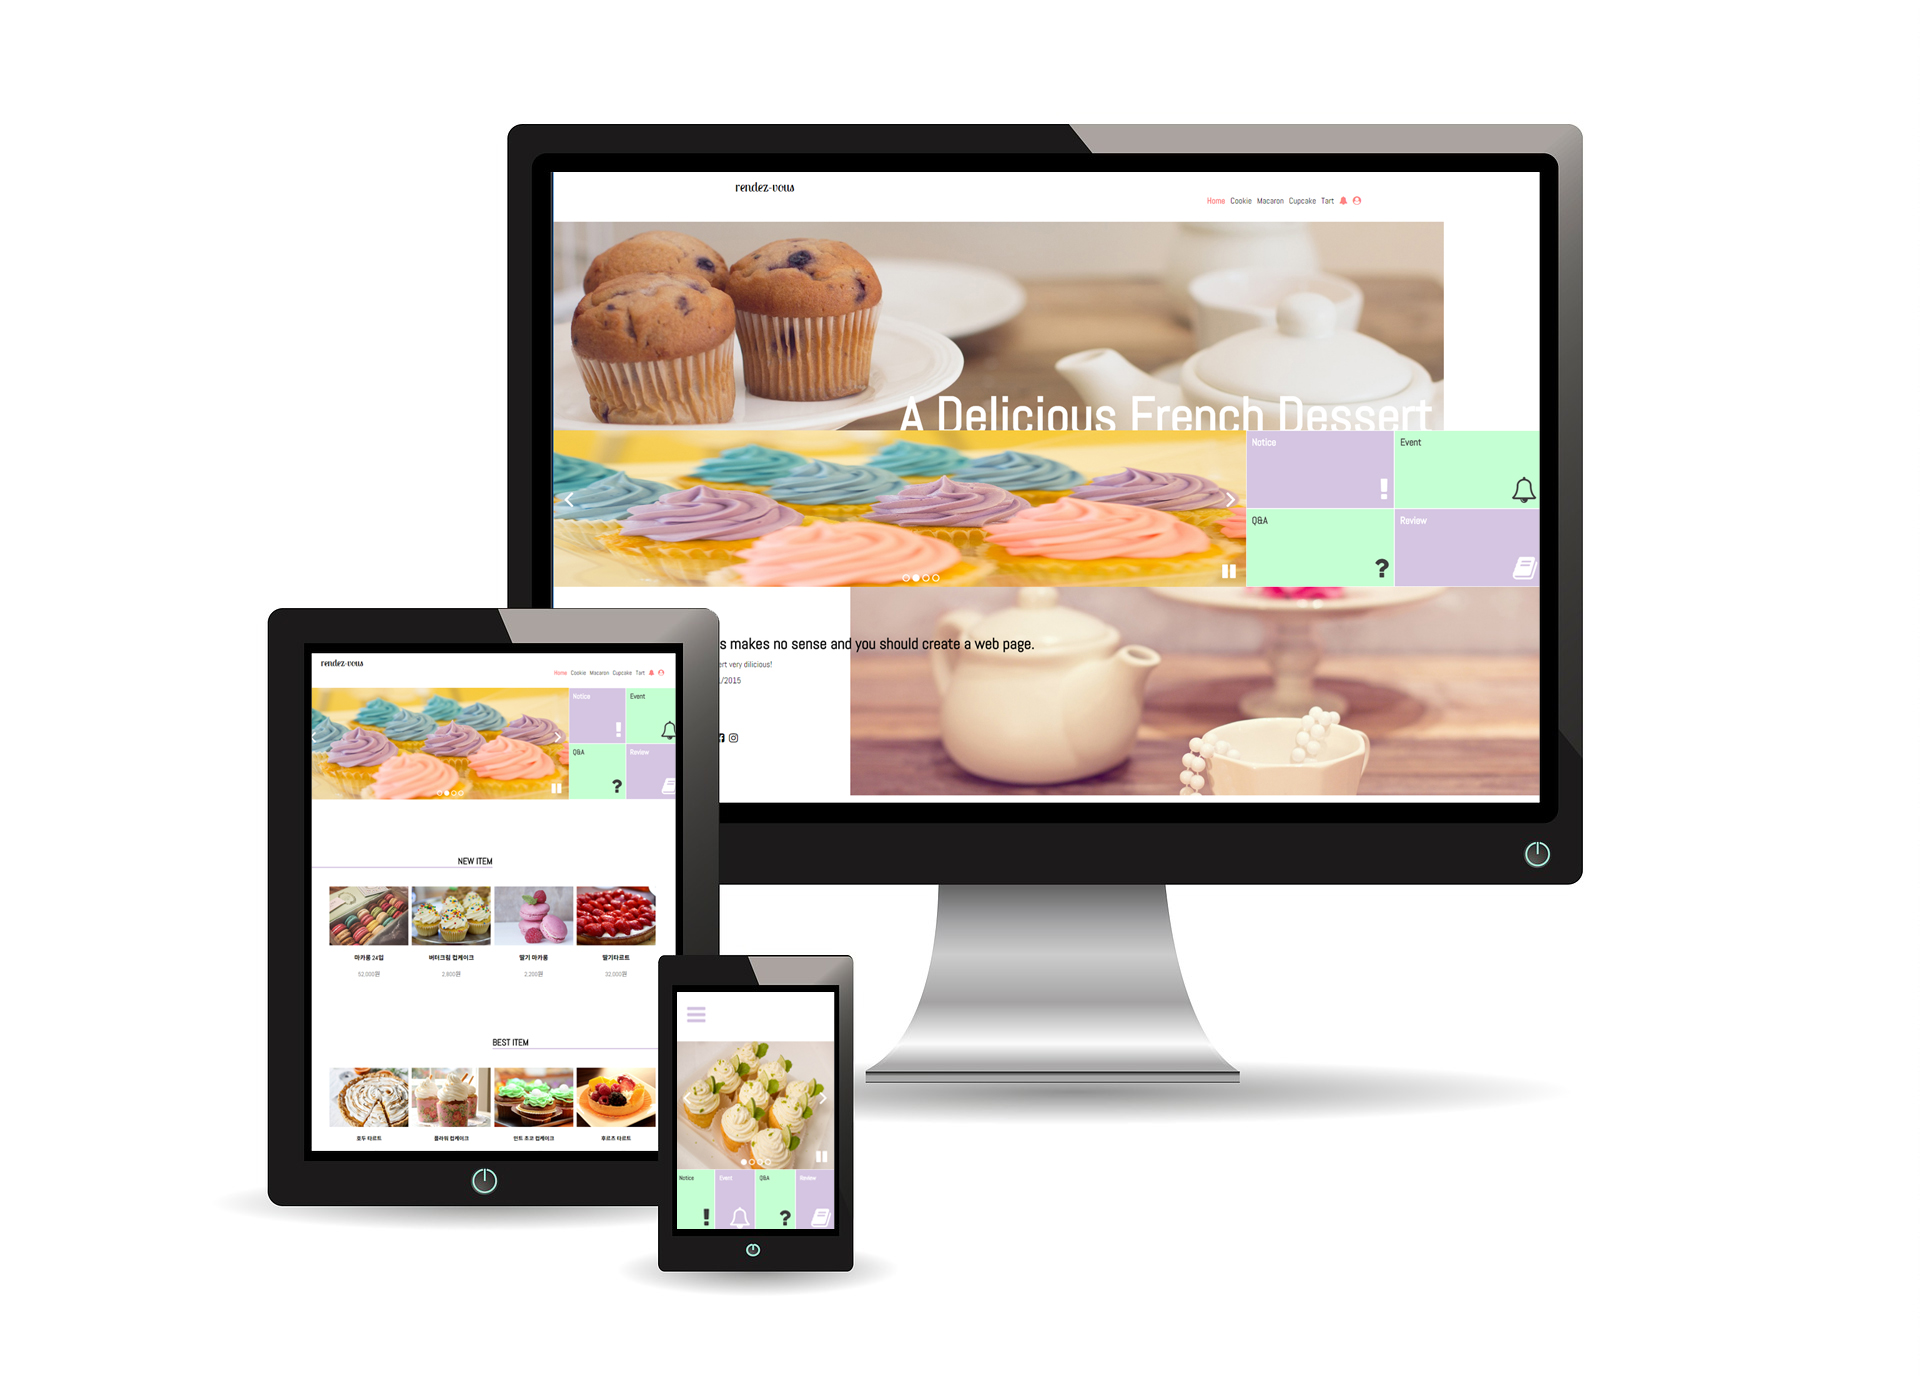 rendez-vous
Home Cookie Macaron Cupcake Tart
A Delicious French Dessert
Notice
Event
Q&A
Review
s makes no sense and you should create a web page.
ert very dilicious!
/2015
rendez-vous
Home Cookie Macaron Cupcake Tart
Notice
Event
Q&A
Review
NEW ITEM
마카롱 24입
버터크림 컵케이크
딸기 마카롱
딸기타르트
52,000원
2,800원
2,200원
32,000원
BEST ITEM
호두 타르트
플라워 컵케이크
민트 초코 컵케이크
후르츠 타르트
Notice
Event
Q&A
Review